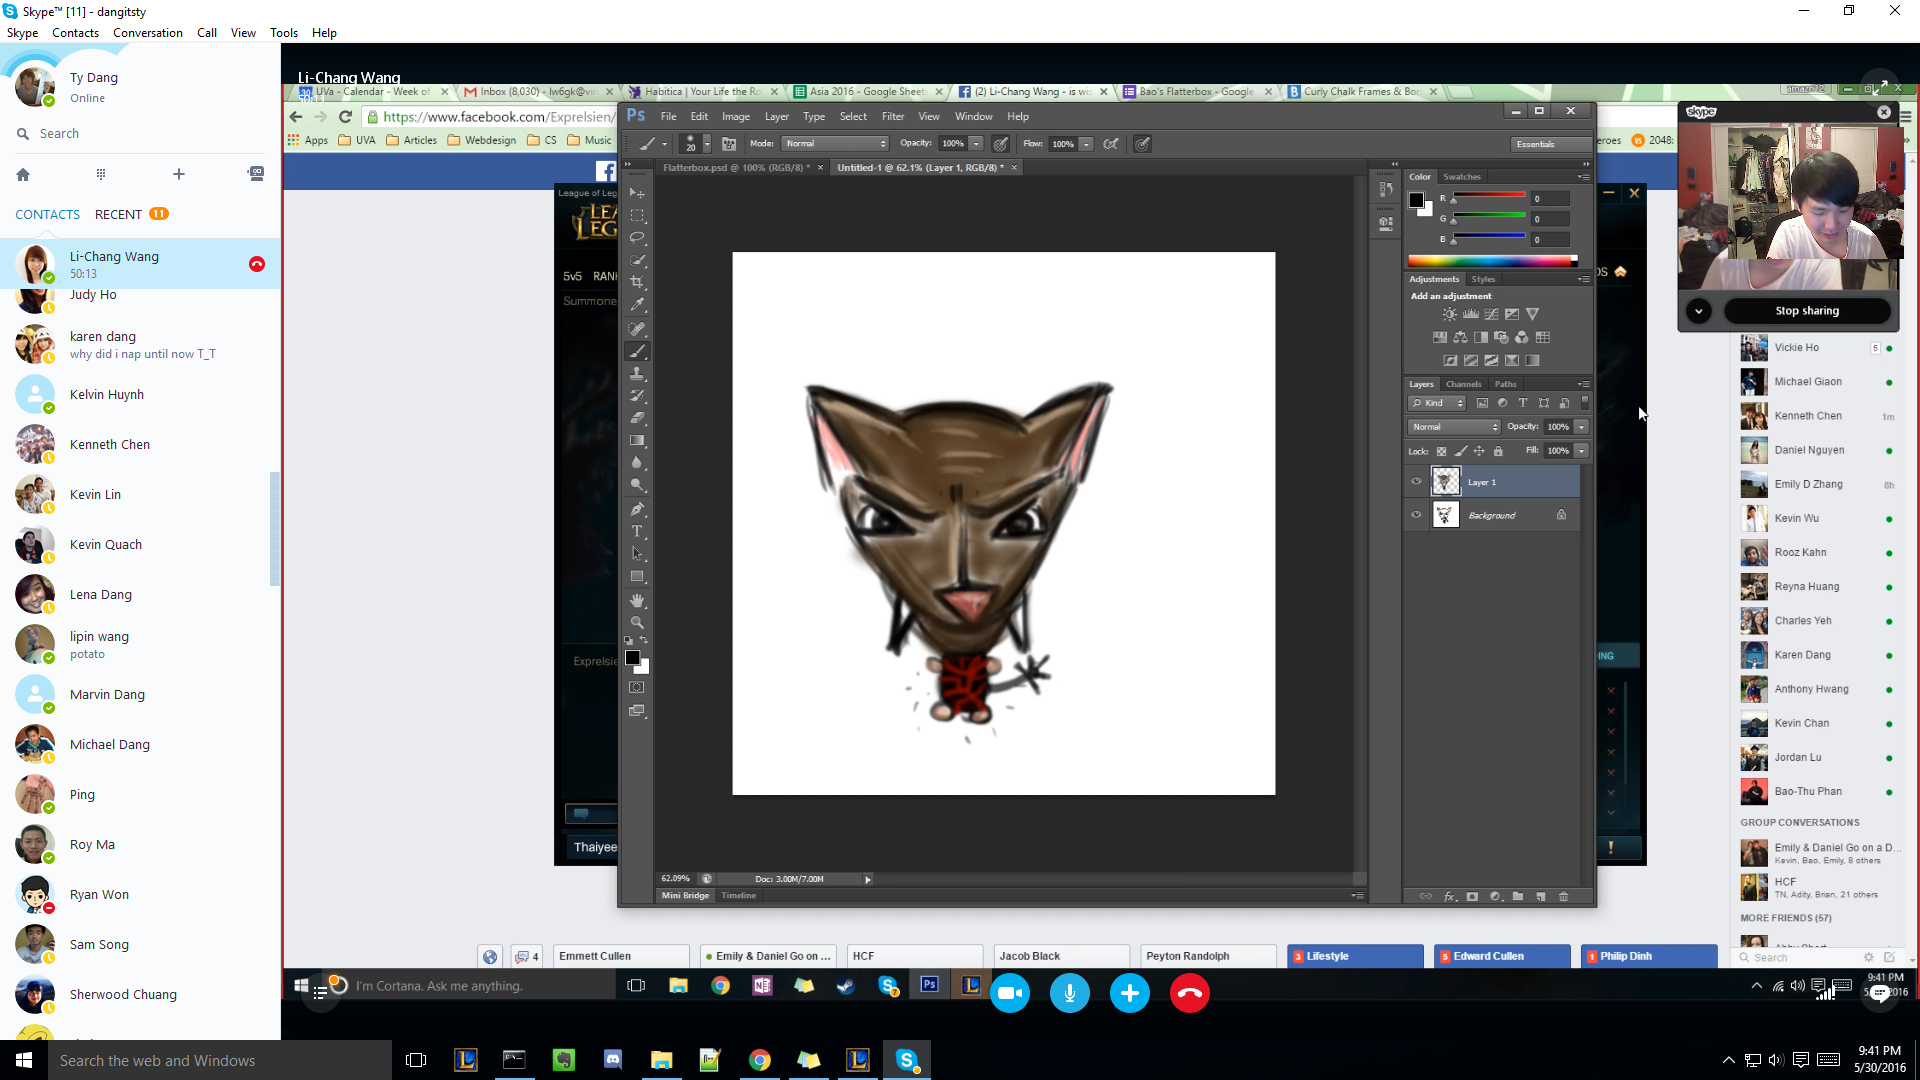 Skype™ [11] - dangitsty
Skype Contacts Conversation Call View Tools Help
Ty Dang
Online
Search
CONTACTS RECENT 11
Li-Chang Wang
50:13
Judy Ho
karen dang
why did i nap until now T_T
Kelvin Huynh
Kenneth Chen
Kevin Lin
Kevin Quach
Lena Dang
lipin wang
potato
Marvin Dang
Michael Dang
Ping
Roy Ma
Ryan Won
Sam Song
Sherwood Chuang
Li-Chang Wang
50:13
UVa - Calendar - Week of
Inbox (8,030) - lw6gk@vir
Habitica | Your Life the Ro
Asia 2016 - Google Sheet
(2) Li-Chang Wang - is wi
Bao's Flatterbox - Google
Curly Chalk Frames & Bor
https://www.facebook.com/Exprelsien/
Apps UVA Articles Webdesign CS Music
eroes 2048:
League of Leg
5v5 RAN
Summone
Exprelsie
Thaiyee
Ps File Edit Image Layer Type Select Filter View Window Help
20 Mode: Normal Opacity: 100% Flow: 100% Essentials
Flatterbox.psd @ 100% (RGB/8) * × Untitled-1 @ 62.1% (Layer 1, RGB/8) * ×
Color Swatches
R 0
G 0
B 0
Adjustments Styles
Add an adjustment
Layers Channels Paths
Kind
Normal Opacity: 100%
Lock: Fill: 100%
Layer 1
Background
62.09% Doc: 3.00M/7.00M
Mini Bridge Timeline
skype
Stop sharing
Vickie Ho 5
Michael Giaon
Kenneth Chen 1m
Daniel Nguyen
Emily D Zhang 8h
Kevin Wu
Rooz Kahn
Reyna Huang
Charles Yeh
Karen Dang
Anthony Hwang
Kevin Chan
Jordan Lu
Bao-Thu Phan
GROUP CONVERSATIONS
Emily & Daniel Go on a D...
Kevin, Bao, Emily, 8 others
HCF
TN, Adity, Brian, 21 others
MORE FRIENDS (57)
Search
4 Emmett Cullen Emily & Daniel Go on ... HCF Jacob Black Peyton Randolph 3 Lifestyle 5 Edward Cullen 1 Philip Dinh
I'm Cortana. Ask me anything.
9:41 PM
Search the web and Windows
9:41 PM
5/30/2016